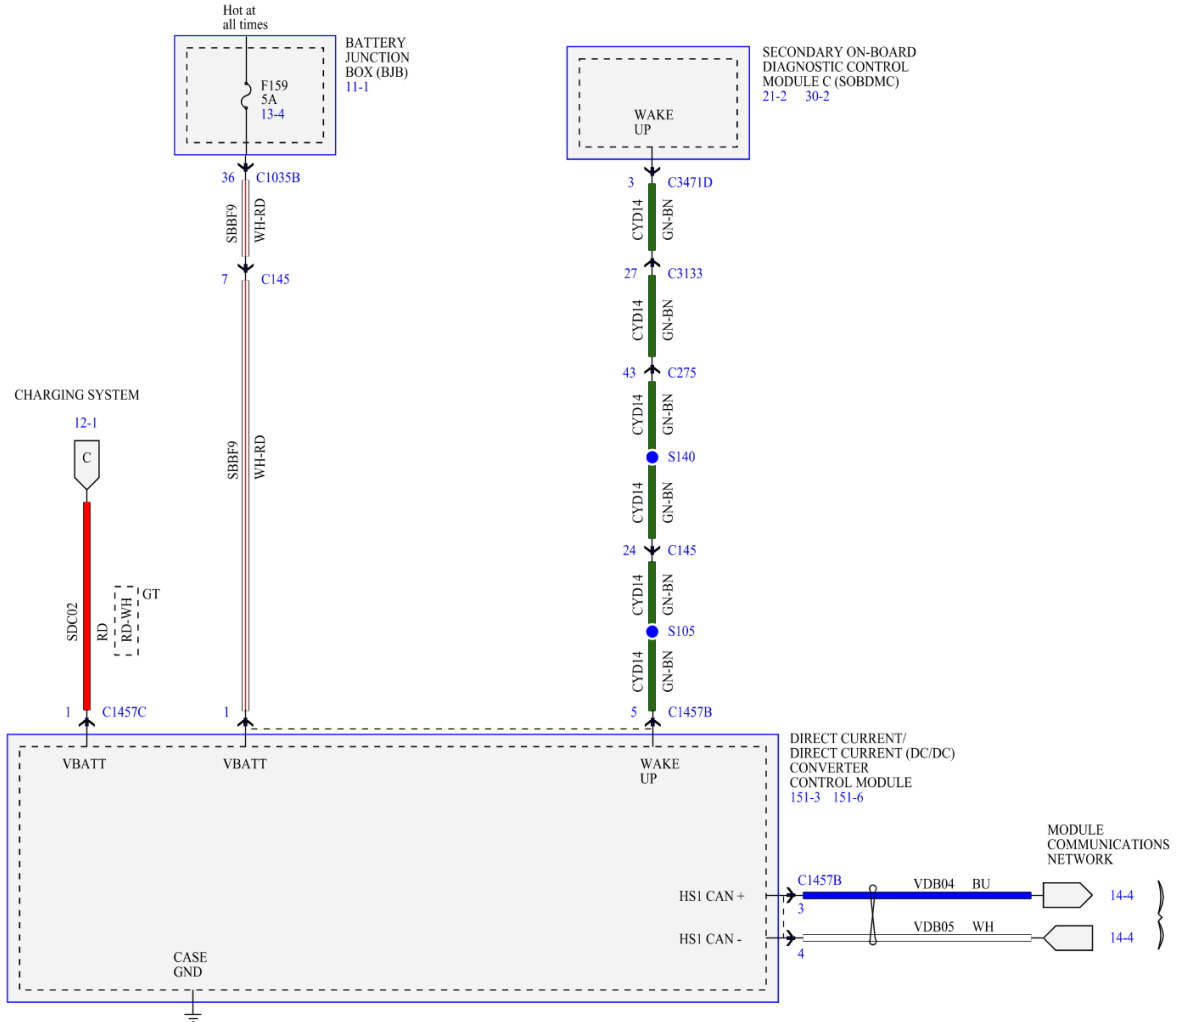 Hot at
all times
BATTERY
JUNCTION
BOX (BJB)
11-1
F159
5A
13-4
SECONDARY ON-BOARD
DIAGNOSTIC CONTROL
MODULE C (SOBDMC)
21-2 30-2
WAKE
UP
36 C1035B
3 C3471D
SBBF9 WH-RD
CYD14 GN-BN
7 C145
27 C3133
CYD14 GN-BN
43 C275
CHARGING SYSTEM
12-1
C
CYD14 GN-BN
S140
SBBF9 WH-RD
CYD14 GN-BN
24 C145
CYD14 GN-BN
GT
SDC02 RD RD-WH
S105
CYD14 GN-BN
1 C1457C
1
5 C1457B
VBATT
VBATT
WAKE
UP
DIRECT CURRENT/
DIRECT CURRENT (DC/DC)
CONVERTER
CONTROL MODULE
151-3 151-6
MODULE
COMMUNICATIONS
NETWORK
C1457B
HS1 CAN +
3
VDB04 BU
14-4
HS1 CAN -
4
VDB05 WH
14-4
CASE
GND